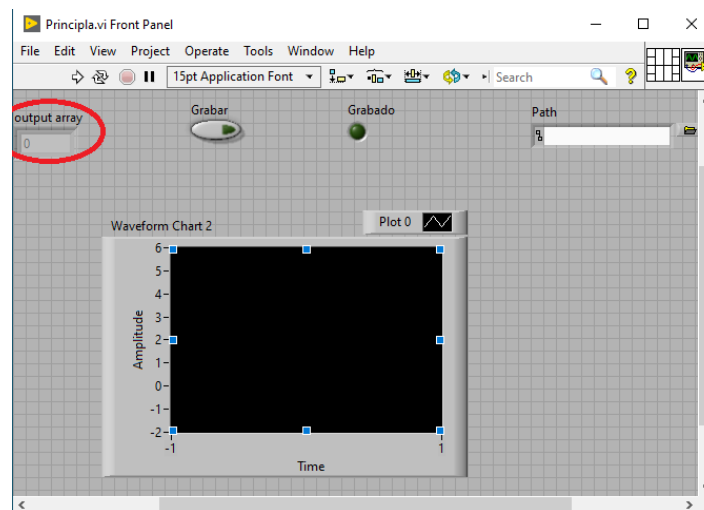 Principla.vi Front Panel
File Edit View Project Operate Tools Window Help
15pt Application Font Search
output array
0
Grabar
Grabado
Path
Waveform Chart 2
Plot 0
6
5
4
3
2
1
0
-1
-2
Amplitude
-1 1
Time